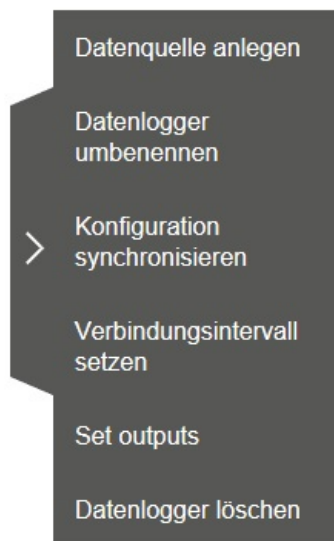 Datenquelle anlegen
Datenlogger
umbenennen
Konfiguration
synchronisieren
Verbindungsintervall
setzen
Set outputs
Datenlogger löschen